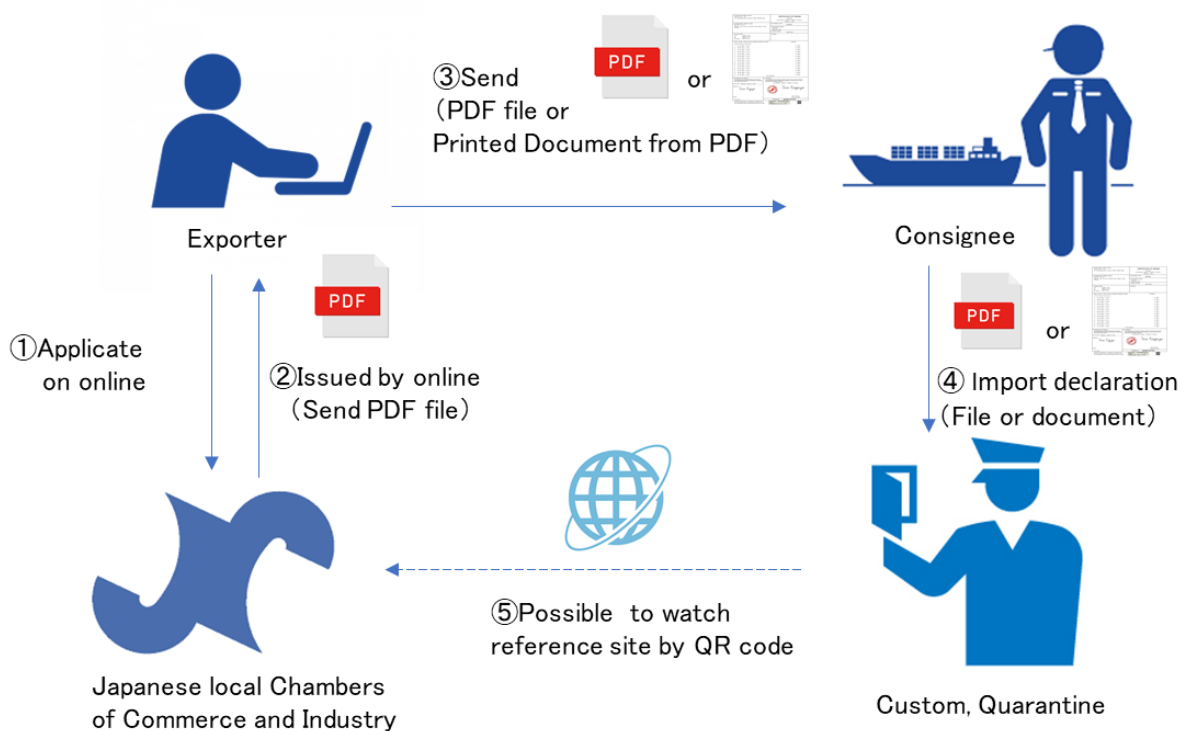 PDF
or
③Send
（PDF file or
Printed Document from PDF）
Exporter
Consignee
PDF
PDF
or
①Applicate
on online
②Issued by online
（Send PDF file）
④ Import declaration
（File or document）
⑤Possible to watch
reference site by QR code
Japanese local Chambers
of Commerce and Industry
Custom, Quarantine